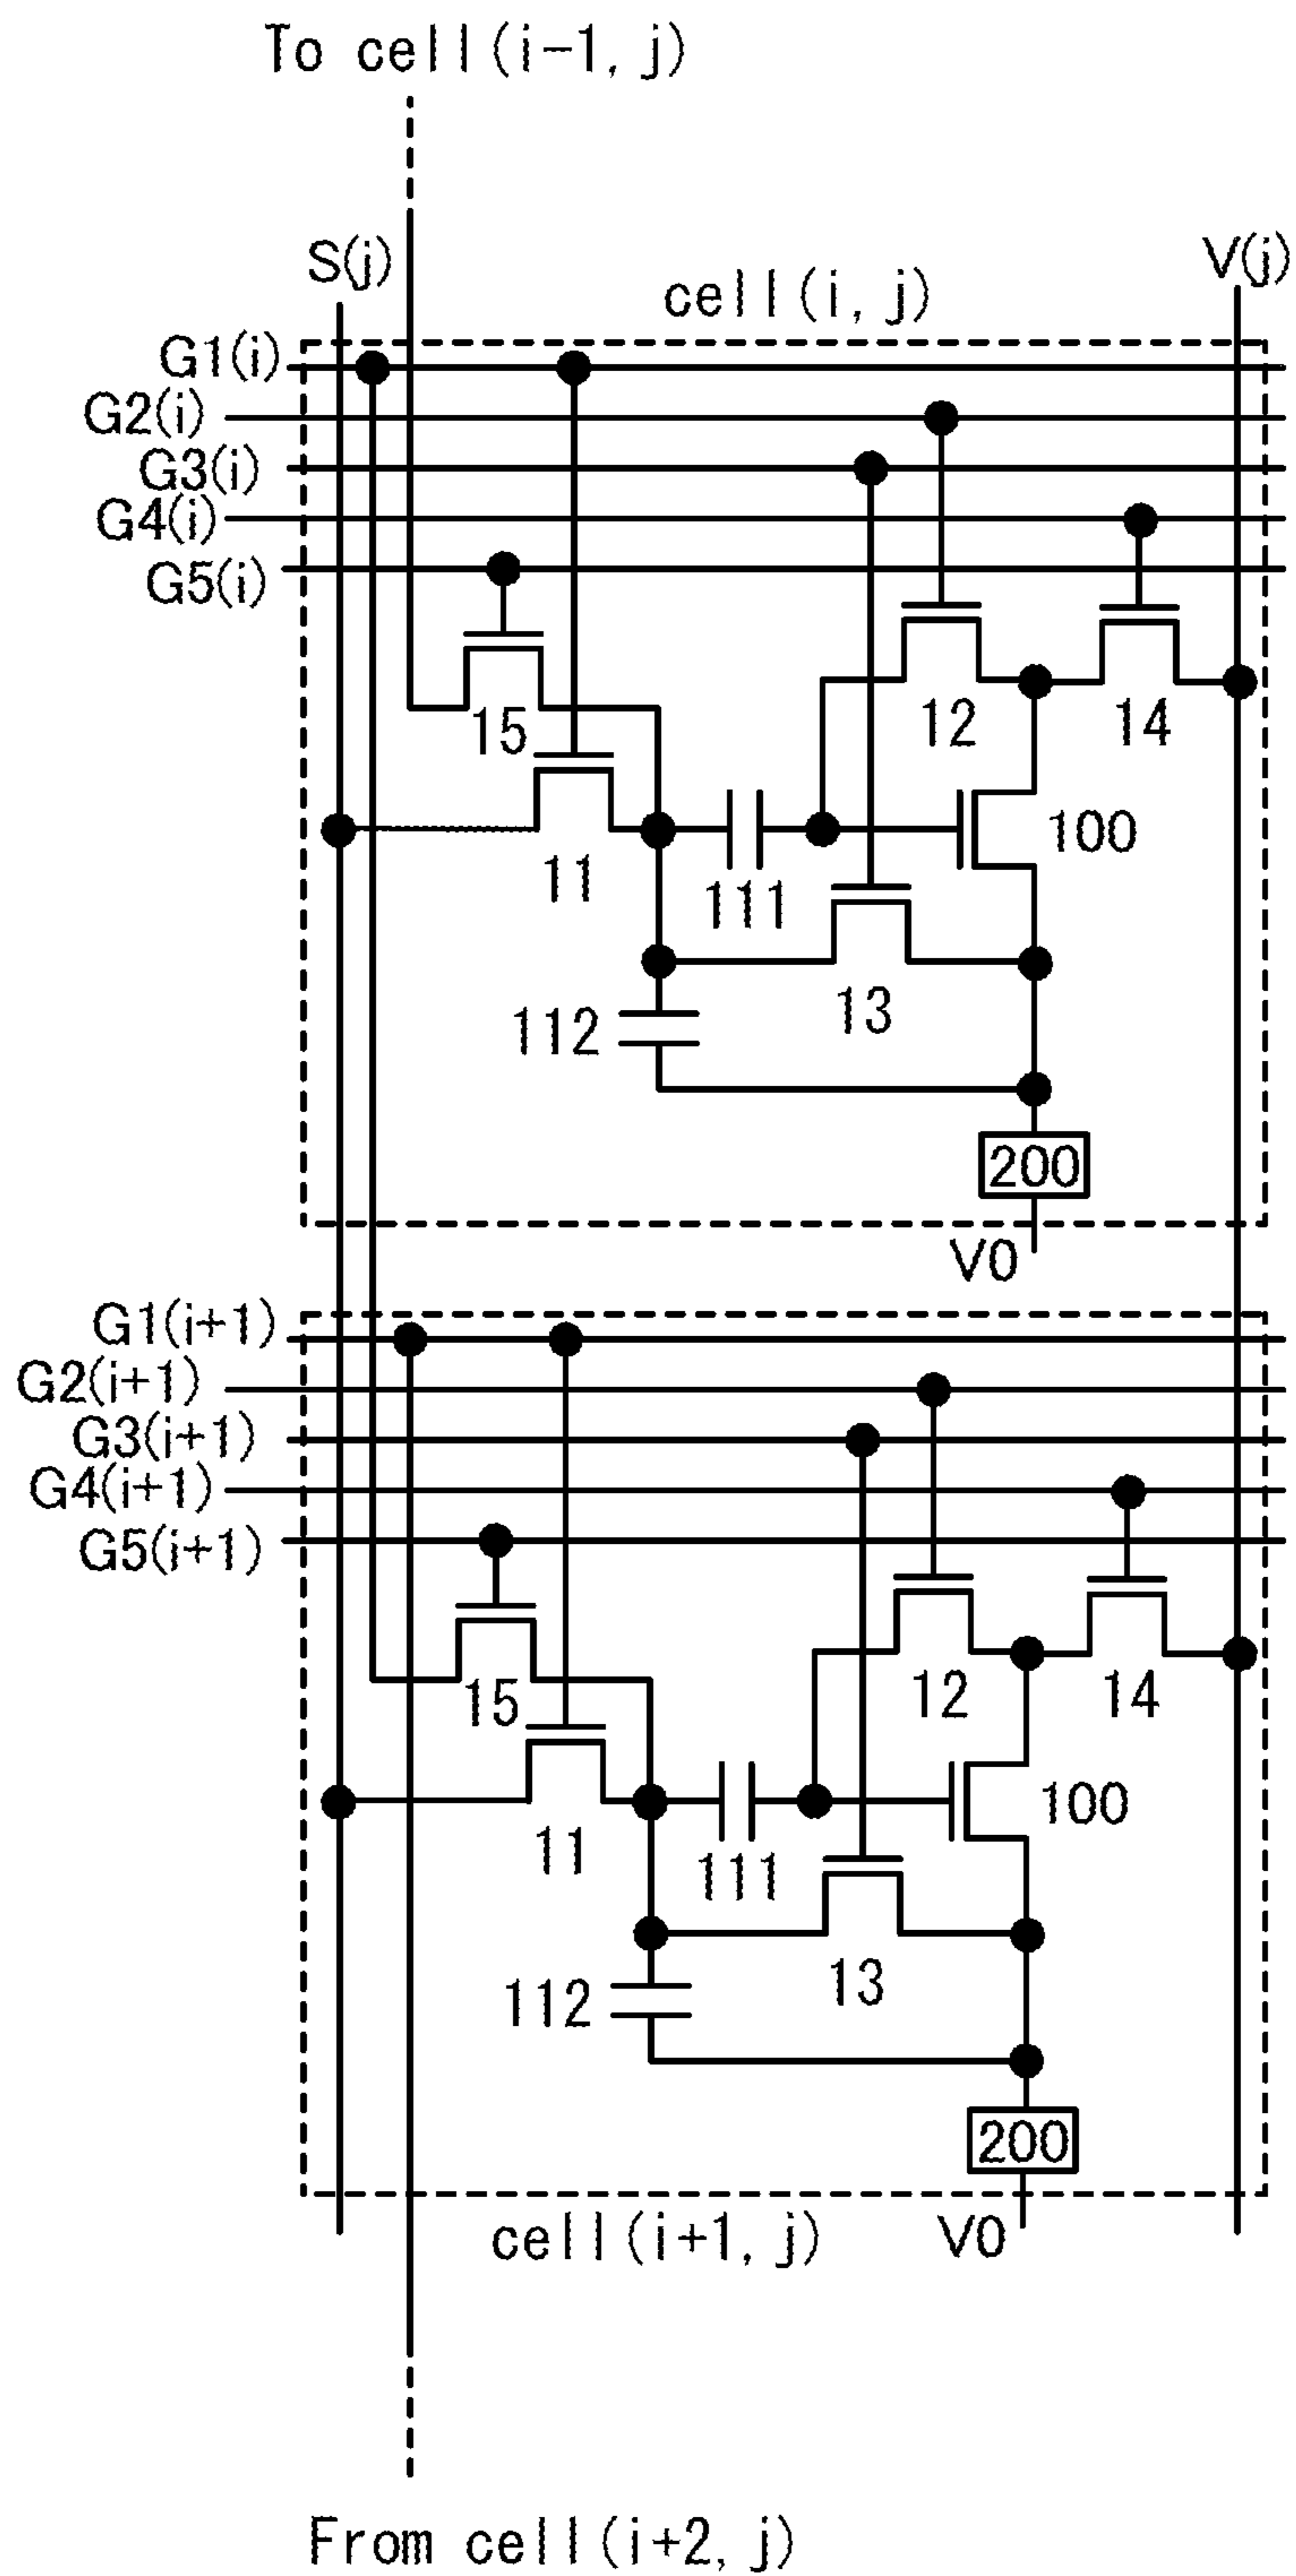 To cell(i-1, j)
S(j)
V(j)
cell(i, j)
G1(i)
G2(i)
G3(i)
G4(i)
G5(i)
15
12
14
11
111
100
112
13
200
V0
G1(i+1)
G2(i+1)
G3(i+1)
G4(i+1)
G5(i+1)
15
12
14
11
111
100
112
13
200
cell(i+1, j)
V0
From cell(i+2, j)